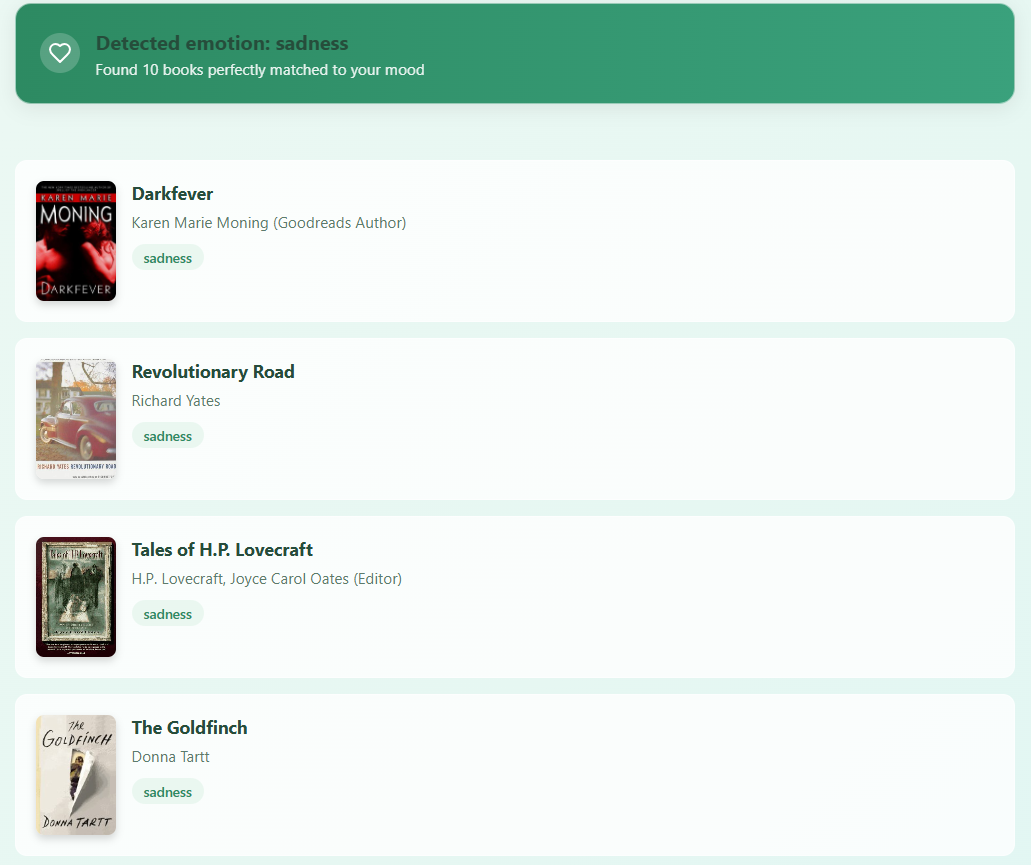 Detected emotion: sadness
Found 10 books perfectly matched to your mood
KAREN MARIE
MONING
DARKFEVER
Darkfever
Karen Marie Moning (Goodreads Author)
sadness
RICHARD YATES REVOLUTIONARY ROAD
Revolutionary Road
Richard Yates
sadness
Tales of H.P. Lovecraft
H.P. Lovecraft, Joyce Carol Oates (Editor)
sadness
THE
GOLDFINCH
DONNA TARTT
The Goldfinch
Donna Tartt
sadness